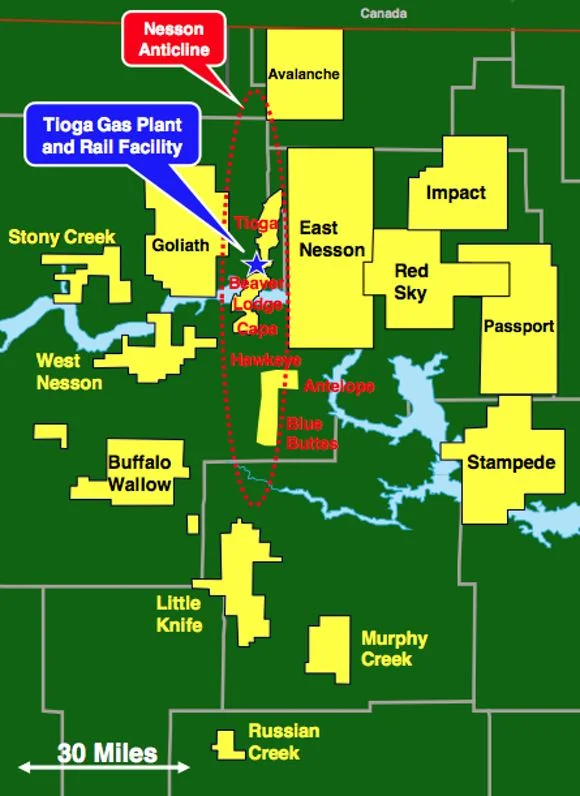 Canada
Nesson
Anticline
Avalanche
Tioga Gas Plant
and Rail Facility
Impact
Tioga
East
Nesson
Stony Creek
Goliath
Red
Sky
Beaver
Lodge
Passport
Capa
West
Nesson
Hawkeye
Antelope
Blue
Buttes
Buffalo
Wallow
Stampede
Little
Knife
Murphy
Creek
Russian
Creek
30 Miles